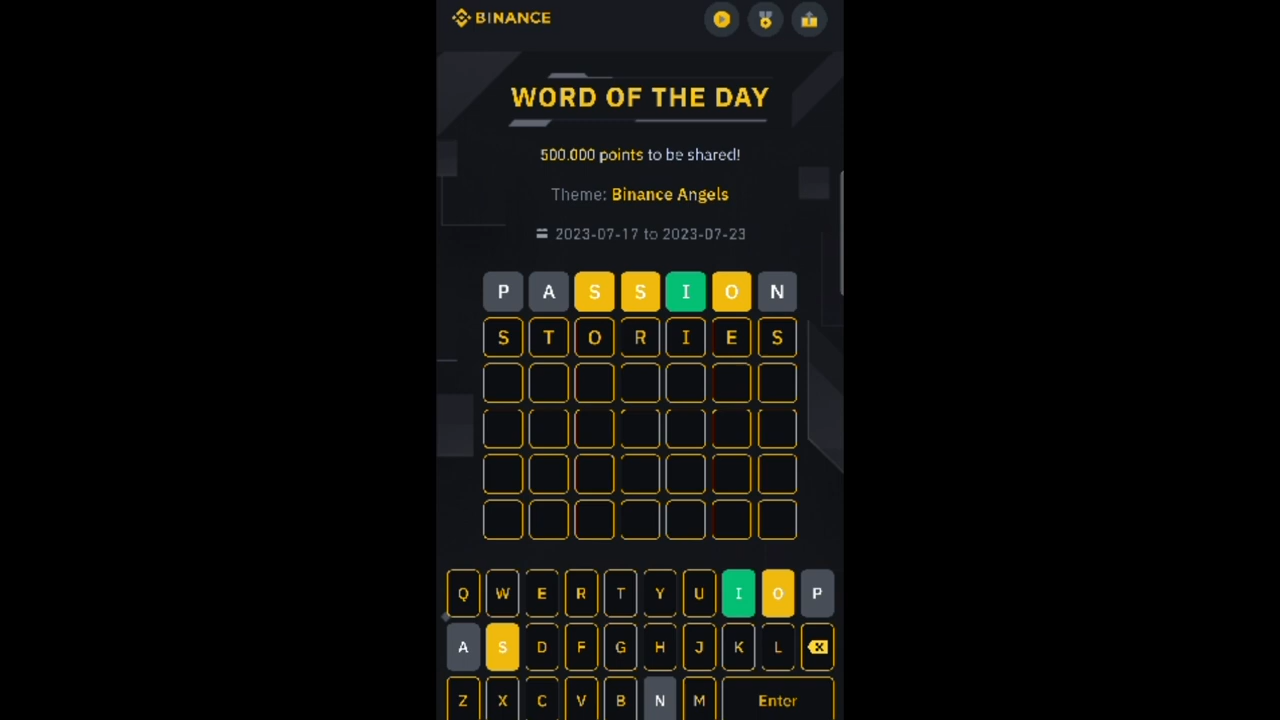 BINANCE
WORD OF THE DAY
500.000 points to be shared!
Theme: Binance Angels
2023-07-17 to 2023-07-23
P A S S I O N
S T O R I E S
Q W E R T Y U I O P
A S D F G H J K L
Z X C V B N M Enter